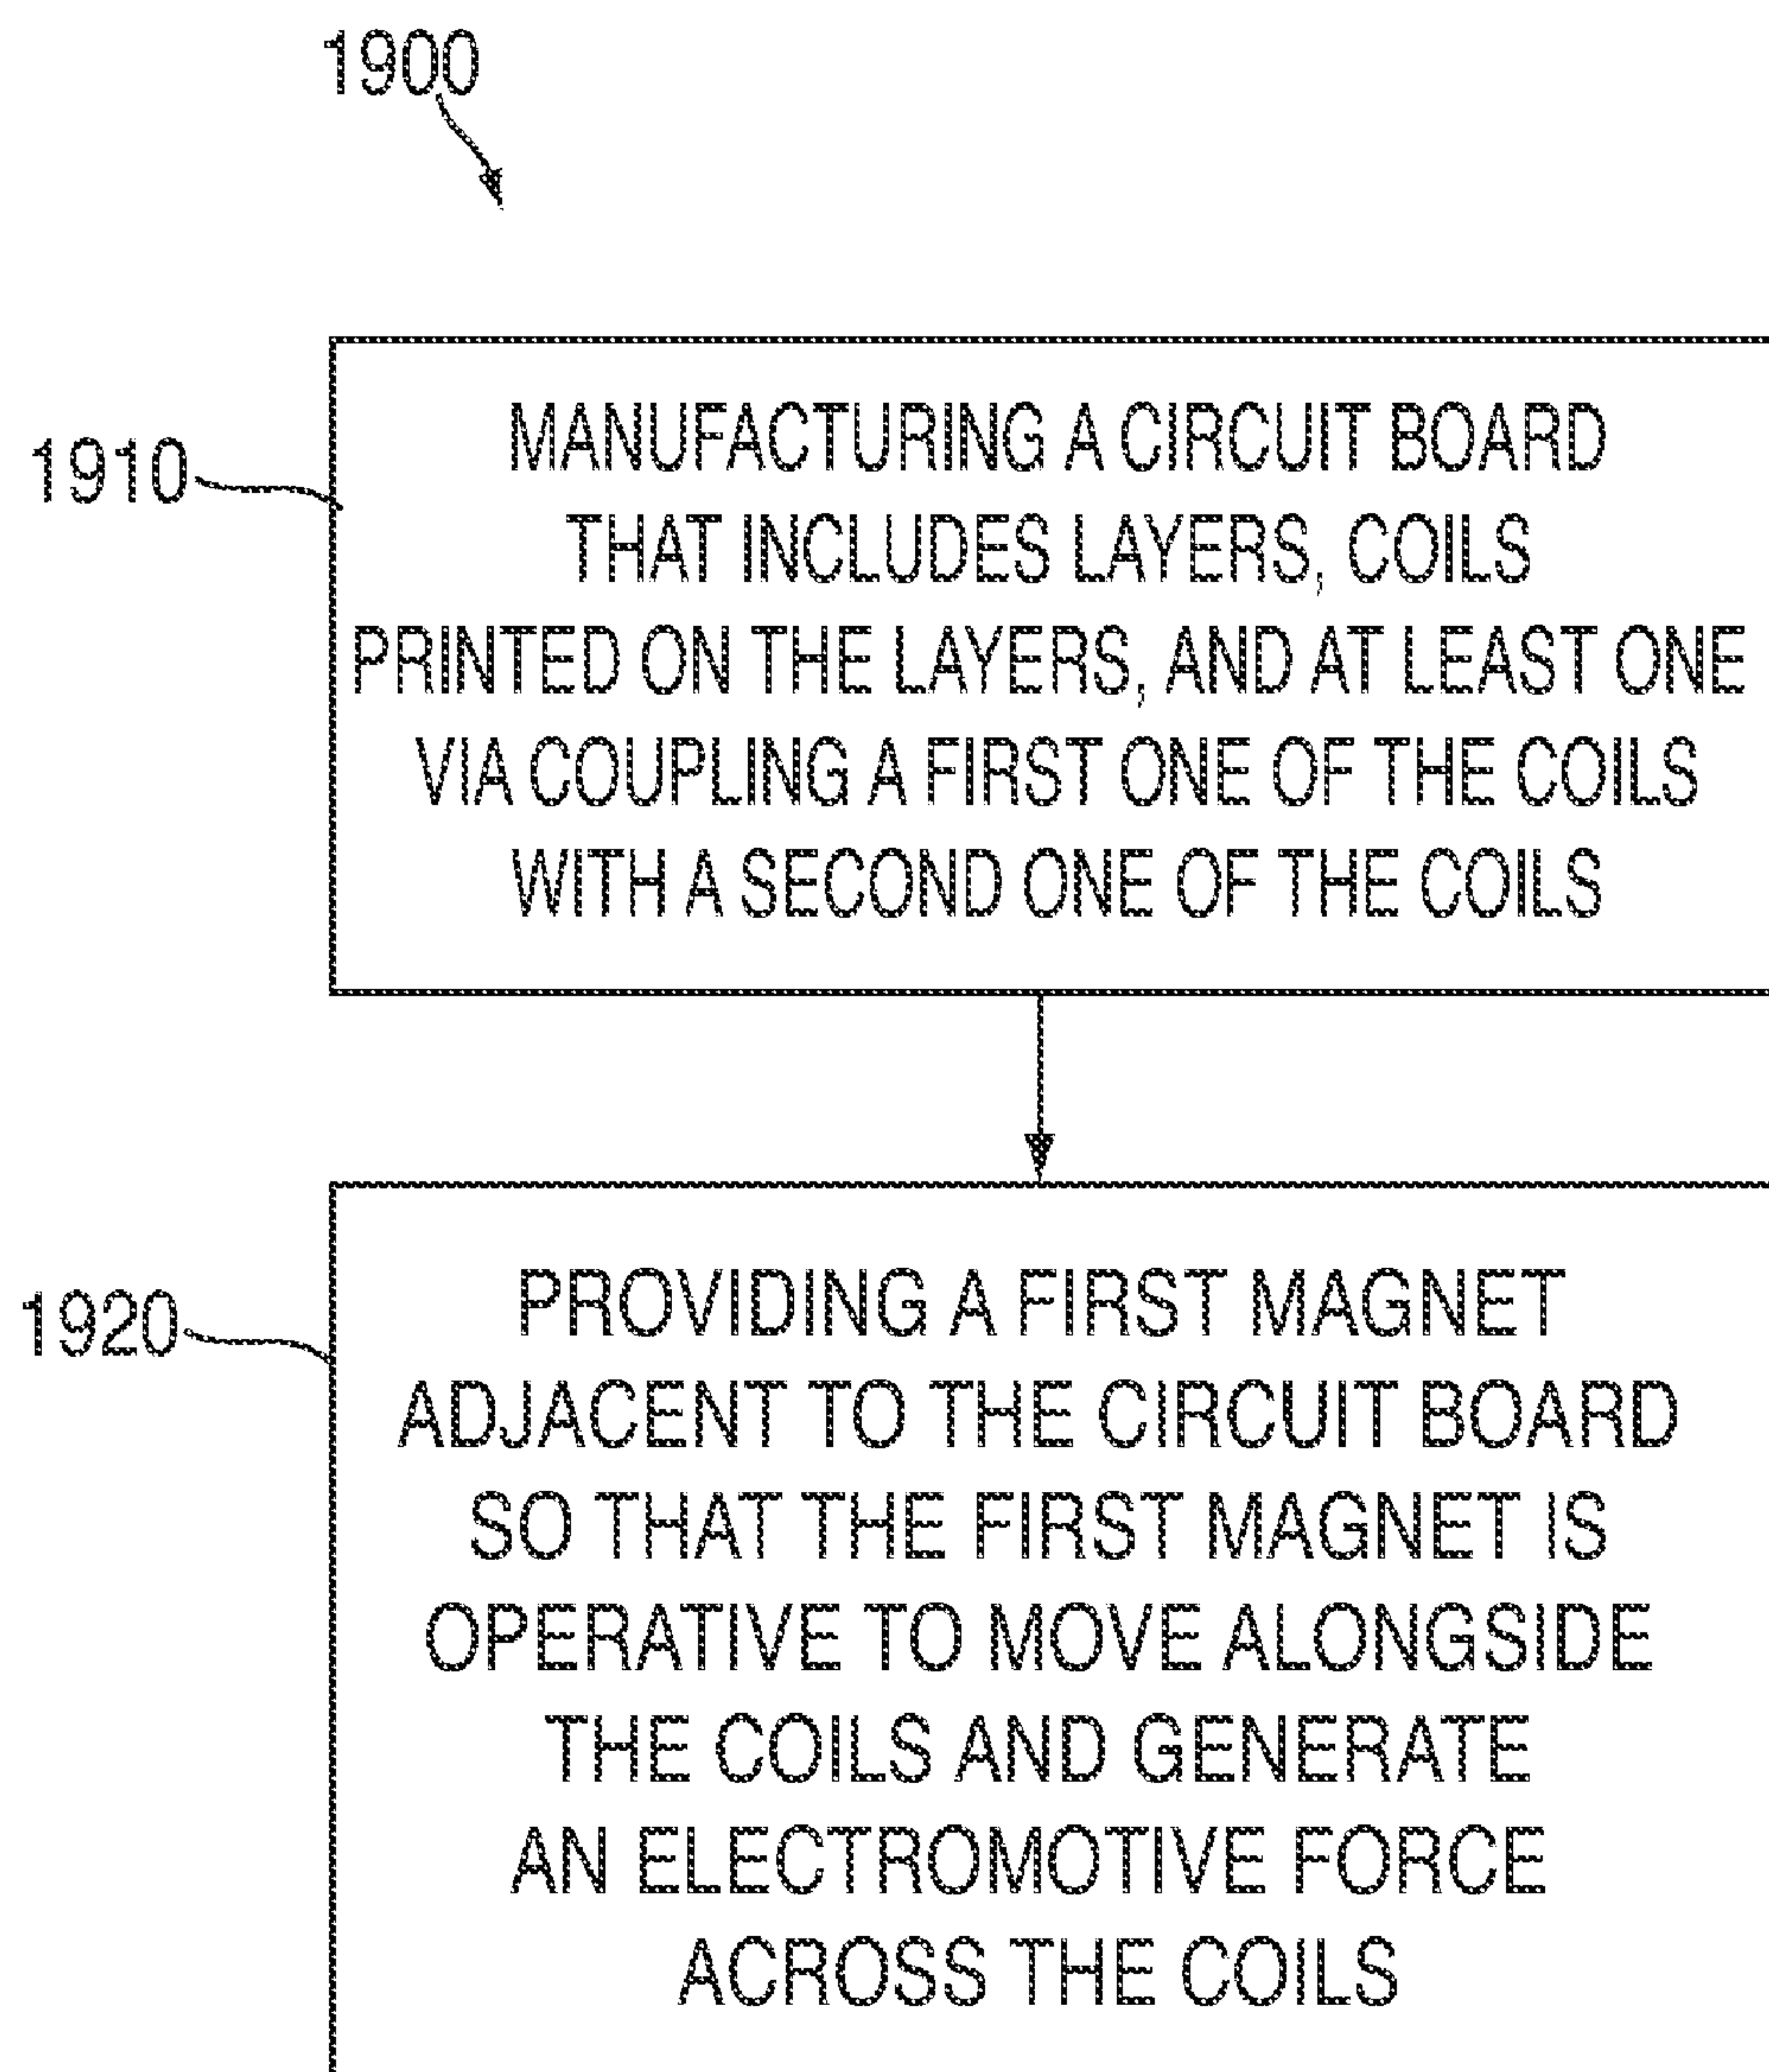 1900
1910
MANUFACTURING A CIRCUIT BOARD
THAT INCLUDES LAYERS, COILS
PRINTED ON THE LAYERS, AND AT LEAST ONE
VIA COUPLING A FIRST ONE OF THE COILS
WITH A SECOND ONE OF THE COILS
1920
PROVIDING A FIRST MAGNET
ADJACENT TO THE CIRCUIT BOARD
SO THAT THE FIRST MAGNET IS
OPERATIVE TO MOVE ALONGSIDE
THE COILS AND GENERATE
AN ELECTROMOTIVE FORCE
ACROSS THE COILS